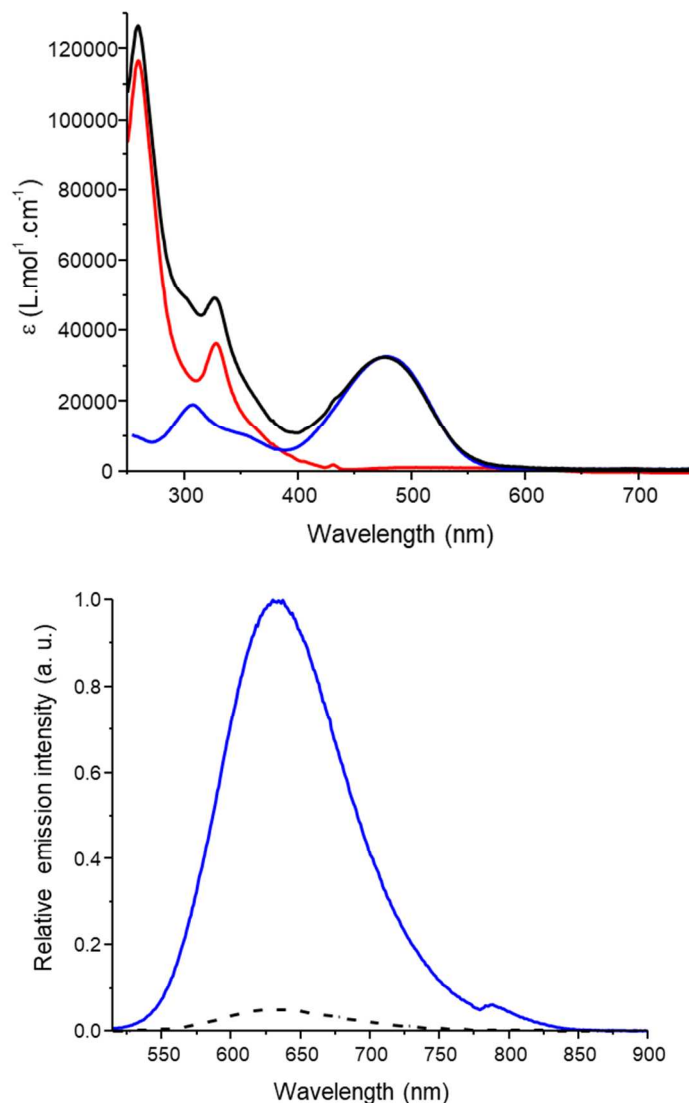 120000
100000
80000
60000
40000
20000
0
ε (L.mol¹.cm⁻¹)
300 400 500 600 700
Wavelength (nm)
1.0
0.8
0.6
0.4
0.2
0.0
Relative emission intensity (a. u.)
550 600 650 700 750 800 850 900
Wavelength (nm)